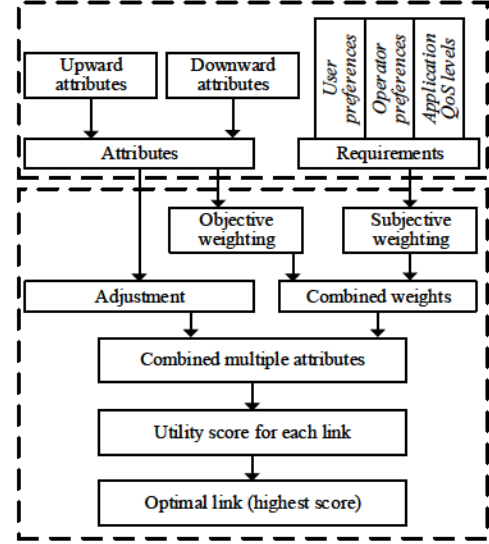 Upward
attributes
Downward
attributes
User
preferences
Operator
preferences
Application
QoS levels
Attributes
Requirements
Objective
weighting
Subjective
weighting
Adjustment
Combined weights
Combined multiple attributes
Utility score for each link
Optimal link (highest score)